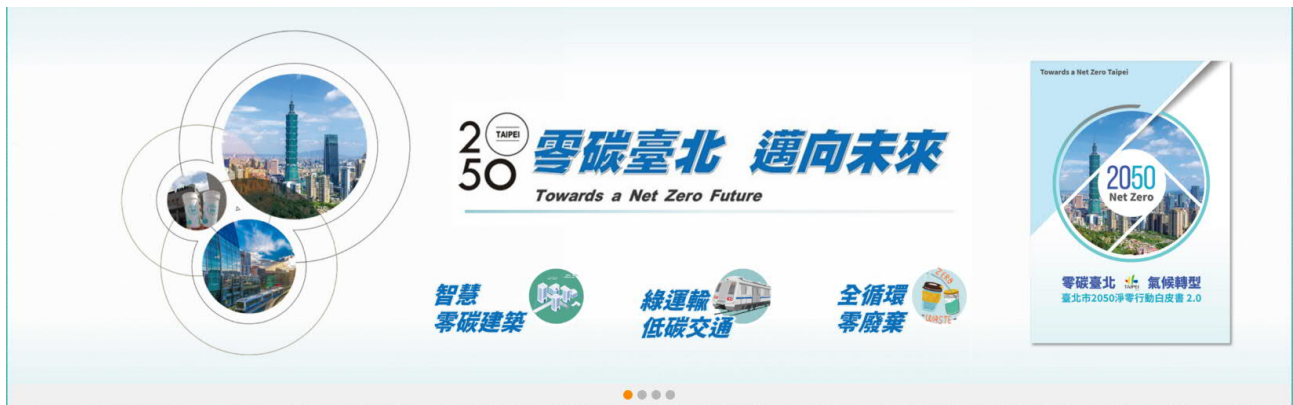 2050
TAIPEI
零碳臺北 邁向未來
Towards a Net Zero Future
智慧
零碳建築
綠運輸
低碳交通
ZERO
WASTE
全循環
零廢棄
Towards a Net Zero Taipei
2050
Net Zero
零碳臺北 TAIPEI 氣候轉型
臺北市2050淨零行動白皮書 2.0